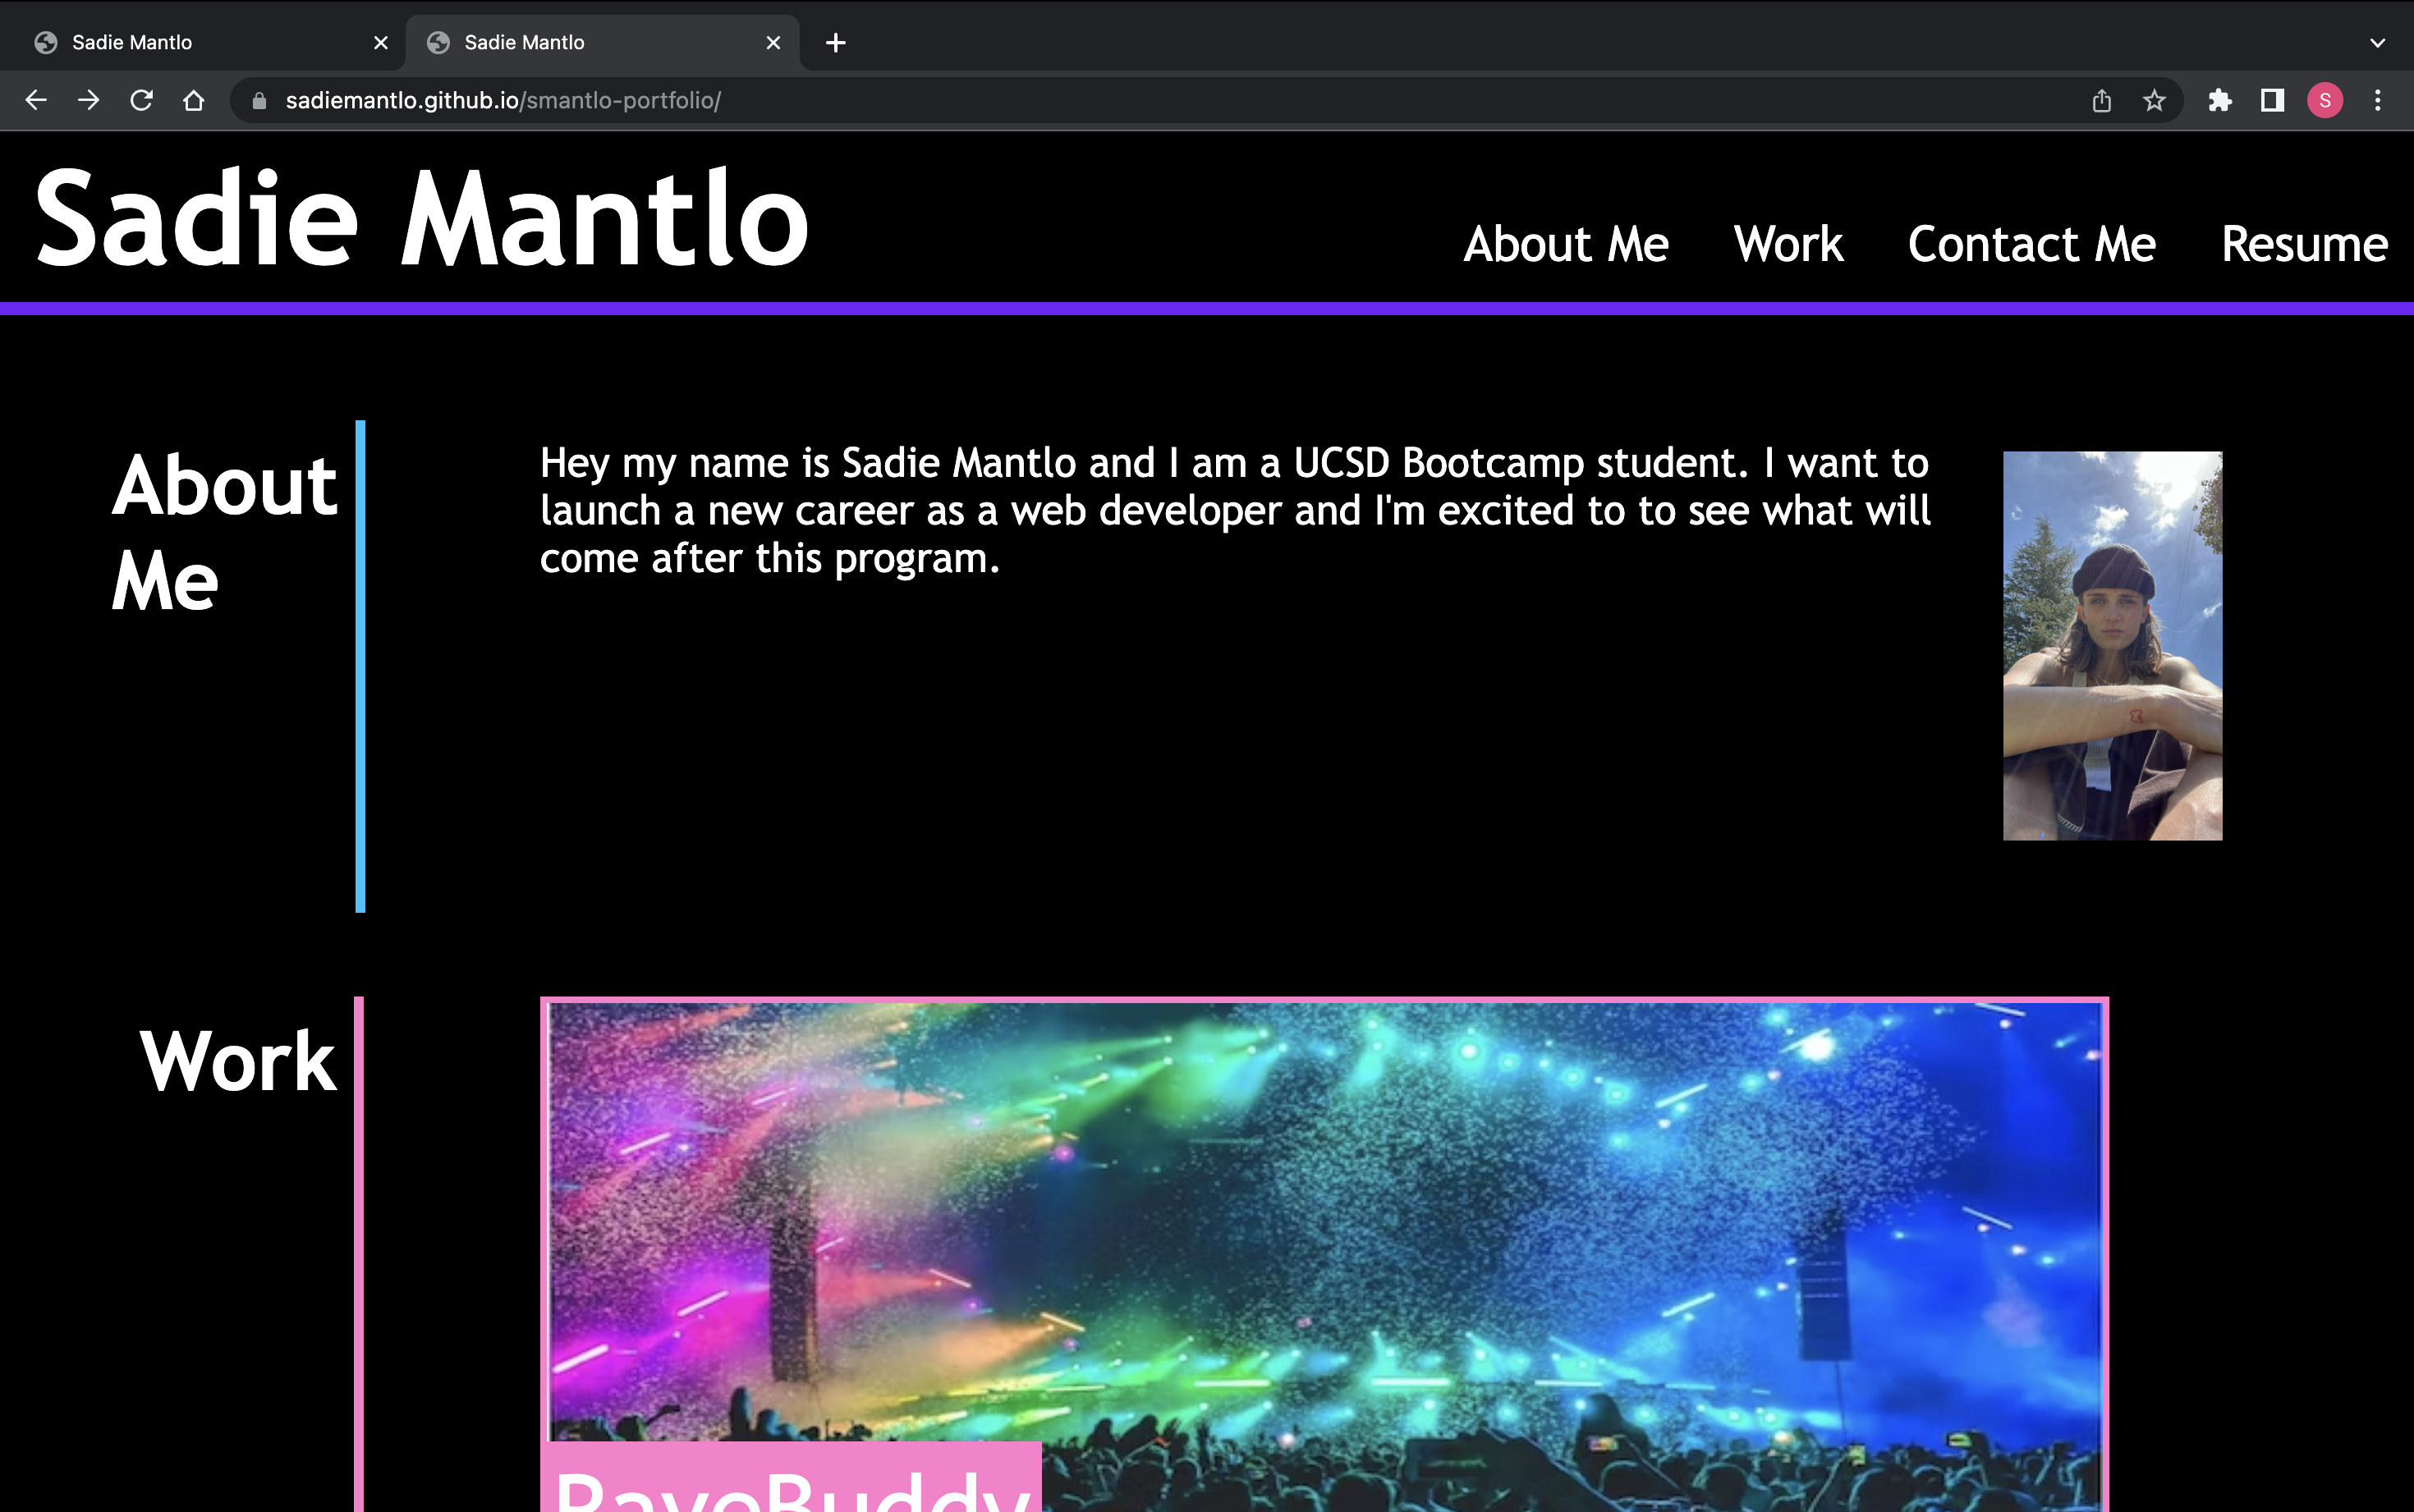 Sadie Mantlo
Sadie Mantlo
sadiemantlo.github.io/smantlo-portfolio/
S
Sadie Mantlo
About Me
Work
Contact Me
Resume
About
Me
Hey my name is Sadie Mantlo and I am a UCSD Bootcamp student. I want to
launch a new career as a web developer and I'm excited to to see what will
come after this program.
Work
RaveBuddy